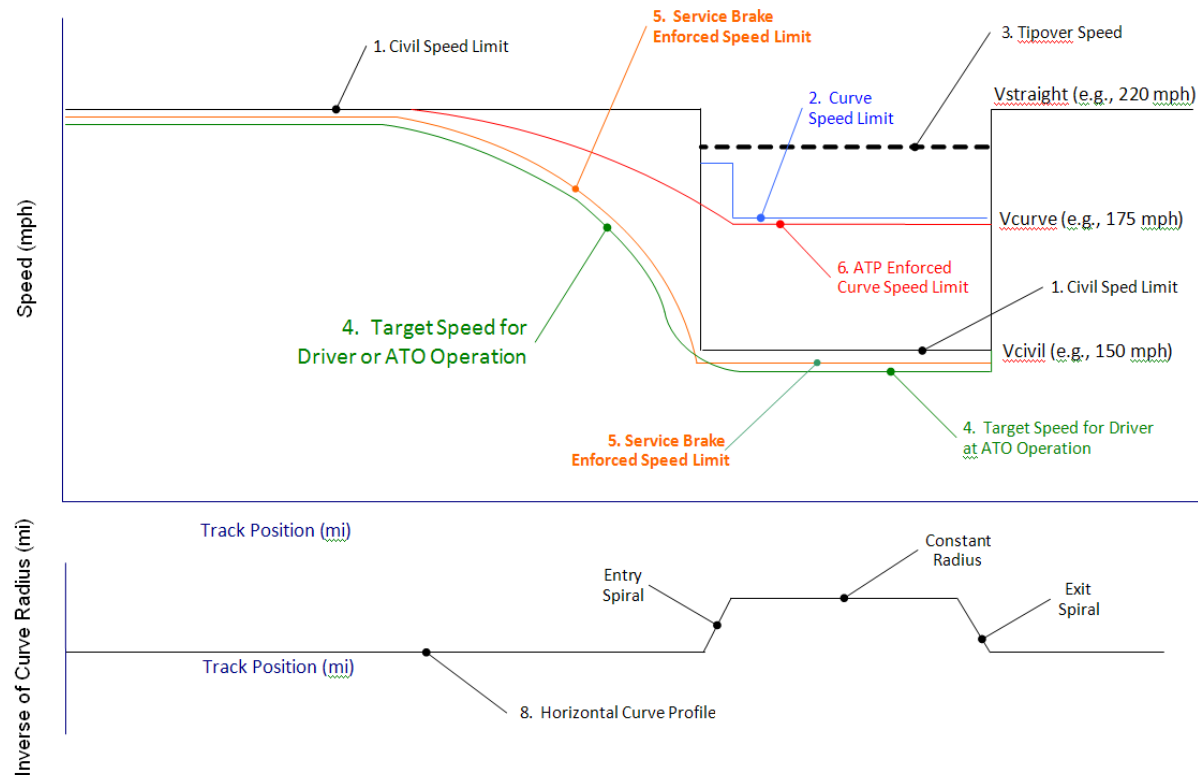 5. Service Brake
Enforced Speed Limit
1. Civil Speed Limit
3. Tipover Speed
Vstraight (e.g., 220 mph)
2. Curve
Speed Limit
Speed (mph)
Vcurve (e.g., 175 mph)
6. ATP Enforced
Curve Speed Limit
1. Civil Sped Limit
4. Target Speed for
Driver or ATO Operation
Vcivil (e.g., 150 mph)
4. Target Speed for Driver
at ATO Operation
5. Service Brake
Enforced Speed Limit
Track Position (mi)
Inverse of Curve Radius (mi)
Constant
Radius
Entry
Spiral
Exit
Spiral
Track Position (mi)
8. Horizontal Curve Profile